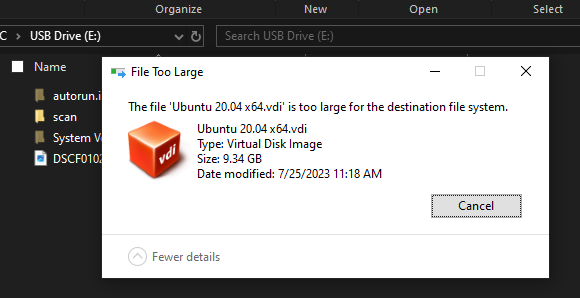 Organize
New
Open
Select
C > USB Drive (E:)
Search USB Drive (E:)
Name
autorun.i
scan
System V
DSCF0102
File Too Large
The file 'Ubuntu 20.04 x64.vdi' is too large for the destination file system.
vdi
Ubuntu 20.04 x64.vdi
Type: Virtual Disk Image
Size: 9.34 GB
Date modified: 7/25/2023 11:18 AM
Cancel
Fewer details